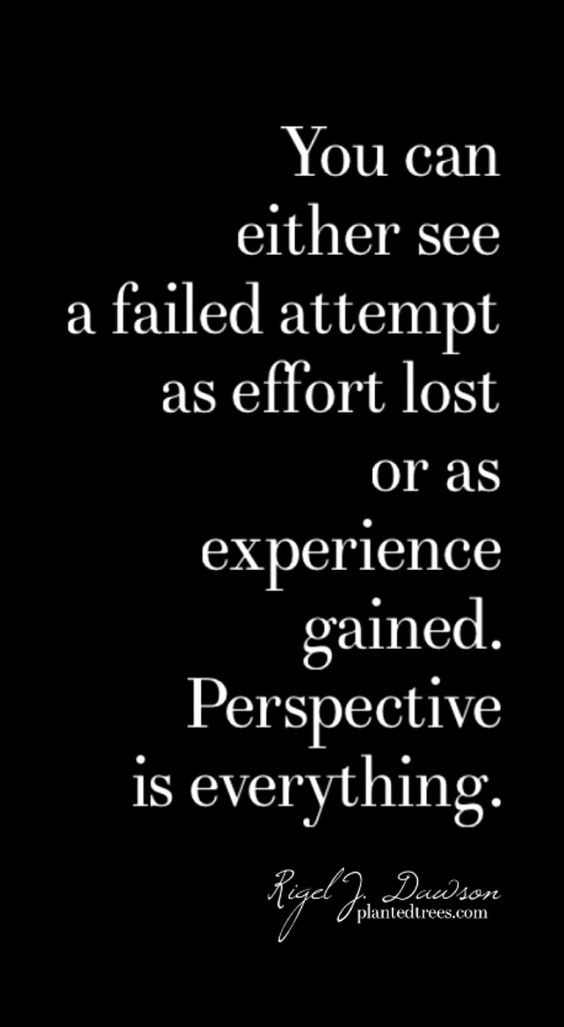 You can
either see
a failed attempt
as effort lost
or as
experience
gained.
Perspective
is everything.
Rigel J. Dawson
plantedtrees.com